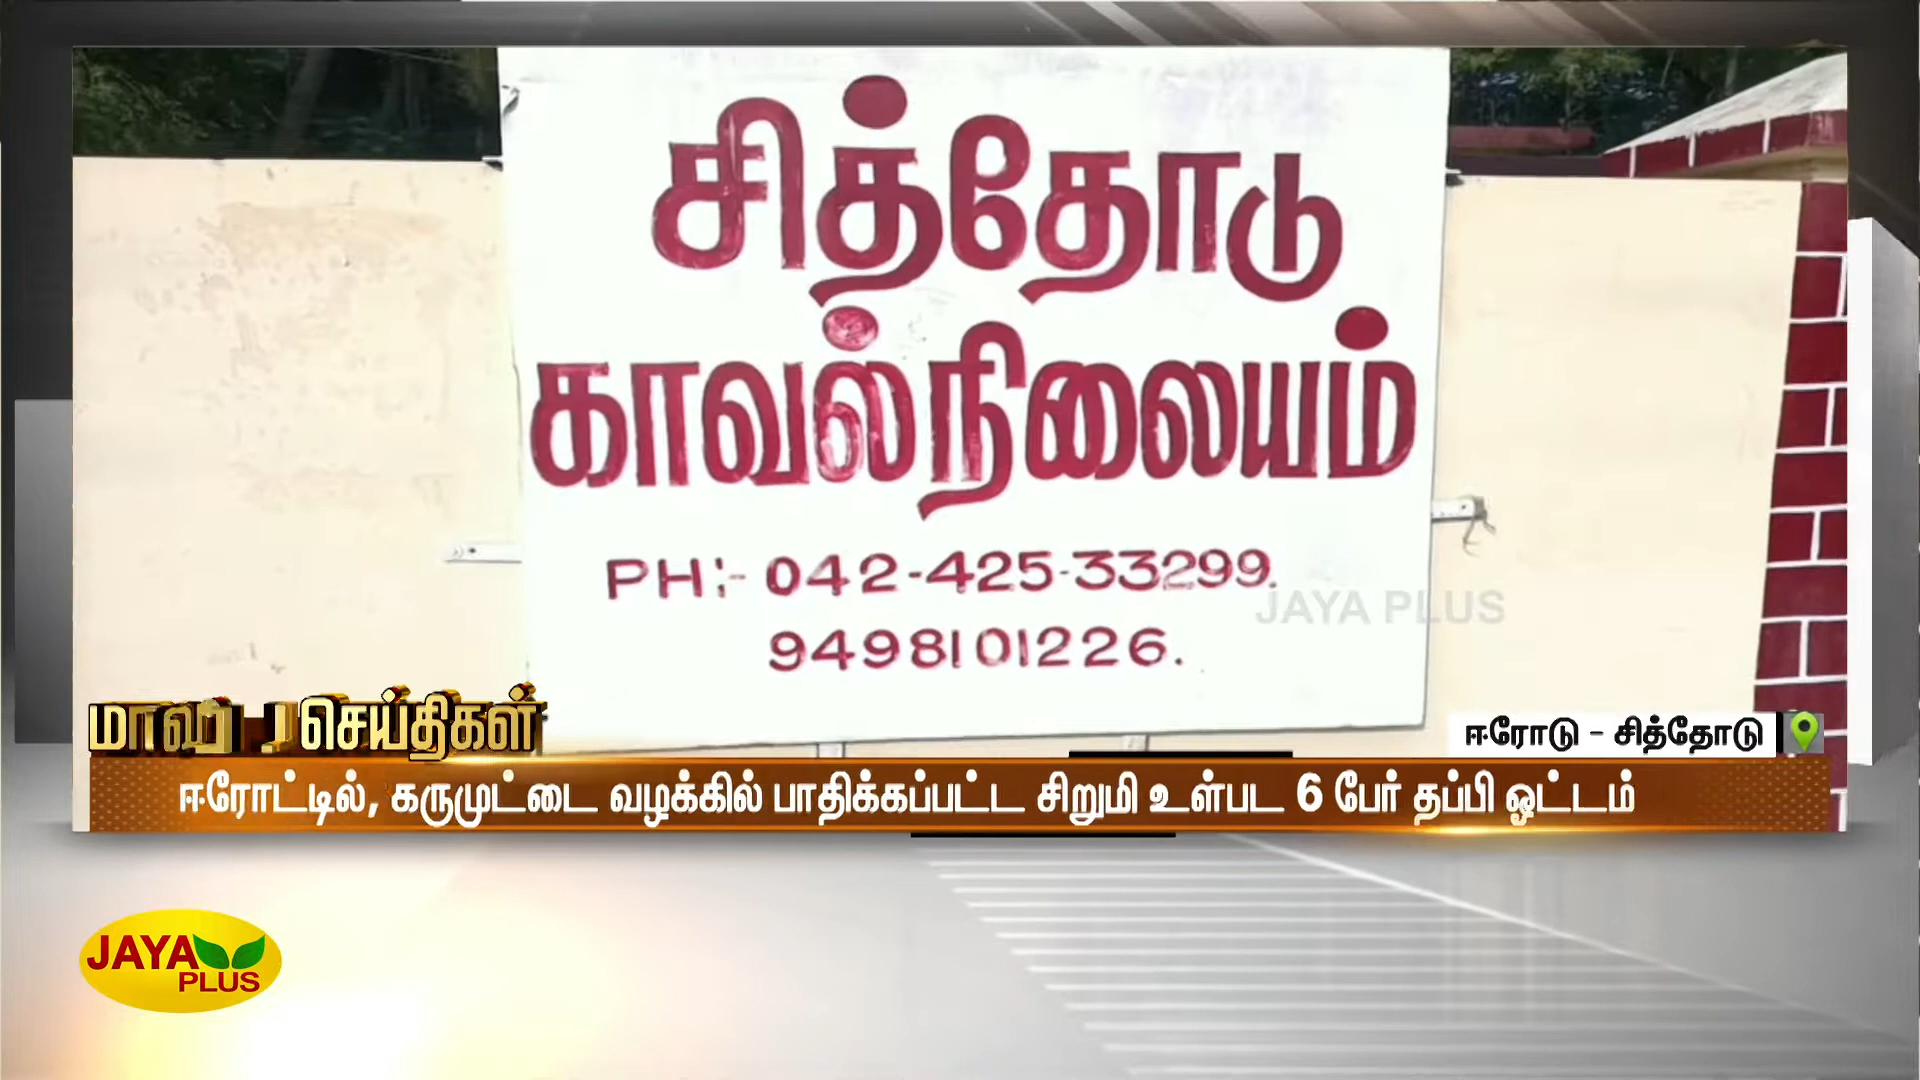 சித்தோடு
காவல்நிலையம்
PH:- 042-425-33299.
9498101226.
JAYA PLUS
செய்திகள்
ஈரோடு - சித்தோடு
ஈரோட்டில், கருமுட்டை வழக்கில் பாதிக்கப்பட்ட சிறுமி உள்பட 6 பேர் தப்பி ஓட்டம்
JAYA
PLUS